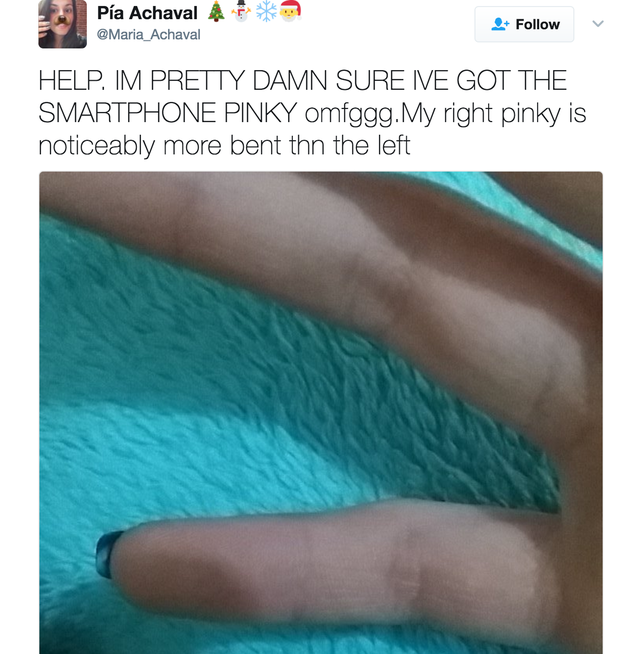 Pía Achaval 🎄⛄❄️🎅
@Maria_Achaval
Follow
HELP. IM PRETTY DAMN SURE IVE GOT THE
SMARTPHONE PINKY omfggg.My right pinky is
noticeably more bent thn the left